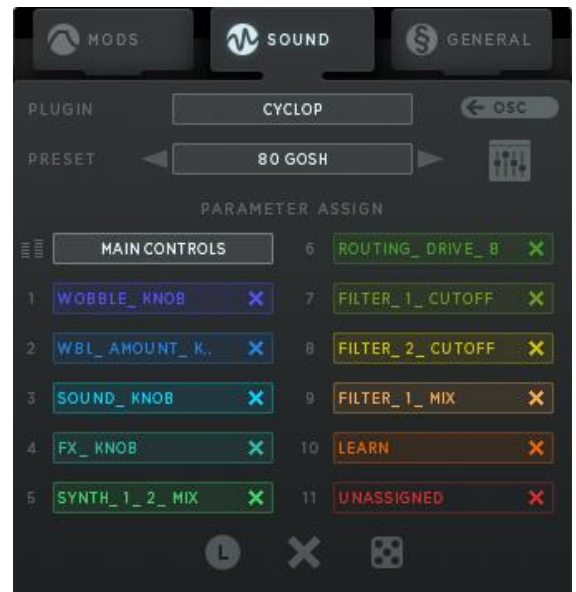 MODS
SOUND
§ GENERAL
PLUGIN CYCLOP OSC
PRESET 80 GOSH
PARAMETER ASSIGN
MAIN CONTROLS
1 WOBBLE_ KNOB
2 WBL_ AMOUNT_ K..
3 SOUND_ KNOB
4 FX_ KNOB
5 SYNTH_ 1_ 2_ MIX
6 ROUTING_ DRIVE_ B
7 FILTER_ 1_ CUTOFF
8 FILTER_ 2_ CUTOFF
9 FILTER_ 1_ MIX
10 LEARN
11 UNASSIGNED
L